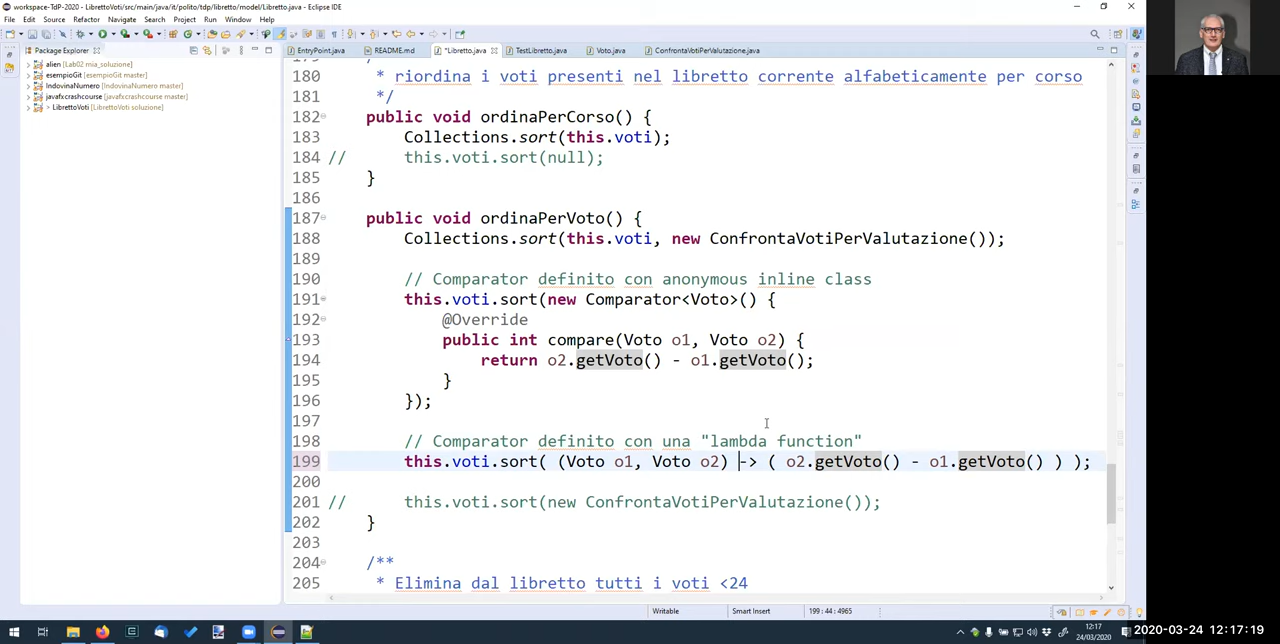 workspace-TdP-2020 - LibrettoVoti/src/main/java/it/polito/tdp/libretto/model/Libretto.java - Eclipse IDE
File Edit Source Refactor Navigate Search Project Run Window Help
Package Explorer
EntryPoint.java README.md *Libretto.java TestLibretto.java Voto.java ConfrontaVotiPerValutazione.java
alien [Lab02 mia_soluzione]
esempioGit [esempioGit master]
IndovinaNumero [IndovinaNumero master]
javafx:crashcourse [javafxcrashcourse master]
> LibrettoVoti [LibrettoVoti soluzione]
180 * riordina i voti presenti nel libretto corrente alfabeticamente per corso
181 */
182 public void ordinaPerCorso() {
183 Collections.sort(this.voti);
184 // this.voti.sort(null);
185 }
186
187 public void ordinaPerVoto() {
188 Collections.sort(this.voti, new ConfrontaVotiPerValutazione());
189
190 // Comparator definito con anonymous inline class
191 this.voti.sort(new Comparator<Voto>() {
192 @Override
193 public int compare(Voto o1, Voto o2) {
194 return o2.getVoto() - o1.getVoto();
195 }
196 });
197
198 // Comparator definito con una "lambda function"
199 this.voti.sort( (Voto o1, Voto o2) -> ( o2.getVoto() - o1.getVoto() ) );
200
201 // this.voti.sort(new ConfrontaVotiPerValutazione());
202 }
203
204 /**
205 * Elimina dal libretto tutti i voti <24
Writable Smart Insert 199 : 44 : 4965
12:17
24/03/2020
2020-03-24 12:17:19